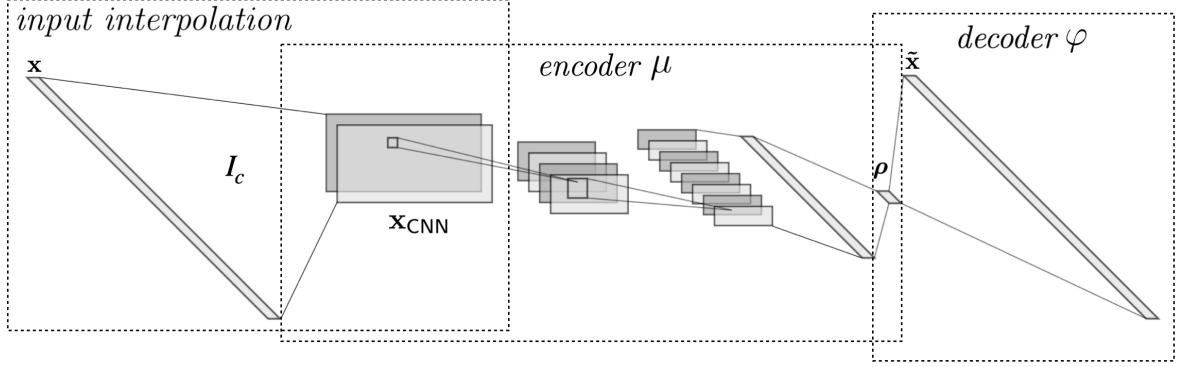 input interpolation
x
I_c
x_CNN
encoder μ
ρ
decoder φ
x̃